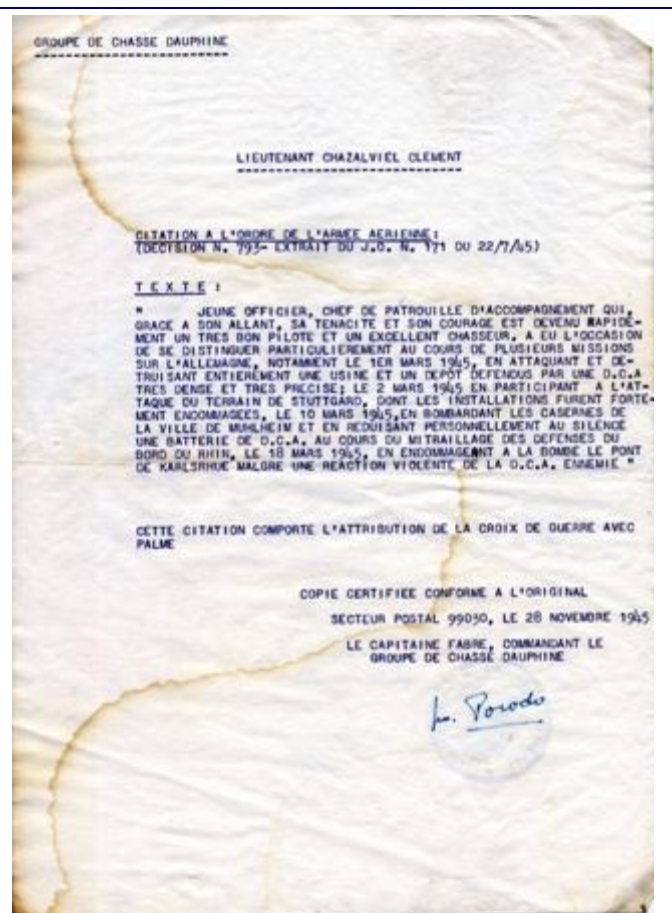 GROUPE DE CHASSE DAUPHINE
LIEUTENANT CHAZALVIEL CLEMENT
CITATION A L'ORDRE DE L'ARMEE AERIENNE:
(DECISION N. 793- EXTRAIT DU J.O. N. 171 DU 22/7/45)
TEXTE :
" JEUNE OFFICIER, CHEF DE PATROUILLE D'ACCOMPAGNEMENT QUI,
GRACE A SON ALLANT, SA TENACITE ET SON COURAGE EST DEVENU RAPIDE-
MENT UN TRES BON PILOTE ET UN EXCELLENT CHASSEUR, A EU L'OCCASION
DE SE DISTINGUER PARTICULIEREMENT AU COURS DE PLUSIEURS MISSIONS
SUR L'ALLEMAGNE, NOTAMMENT LE 1ER MARS 1945, EN ATTAQUANT ET DE-
TRUISANT ENTIEREMENT UNE USINE ET UN DEPOT DEFENDUS PAR UNE D.C.A
TRES DENSE ET TRES PRECISE; LE 2 MARS 1945 EN PARTICIPANT A L'AT-
TAQUE DU TERRAIN DE STUTTGARD, DONT LES INSTALLATIONS FURENT FORTE-
MENT ENDOMMAGEES, LE 10 MARS 1945,EN BOMBARDANT LES CASERNES DE
LA VILLE DE MUHLHEIM ET EN REDUISANT PERSONNELLEMENT AU SILENCE
UNE BATTERIE DE D.C.A. AU COURS DU MITRAILLAGE DES DEFENSES DU
BORD DU RHIN, LE 18 MARS 1945, EN ENDOMMAGEANT A LA BOMBE LE PONT
DE KARLSRHUE MALGRE UNE REACTION VIOLENTE DE LA D.C.A. ENNEMIE "
CETTE CITATION COMPORTE L'ATTRIBUTION DE LA CROIX DE GUERRE AVEC
PALME
COPIE CERTIFIEE CONFORME A L'ORIGINAL
SECTEUR POSTAL 99030, LE 28 NOVEMBRE 1945
LE CAPITAINE FABRE, COMMANDANT LE
GROUPE DE CHASSE DAUPHINE